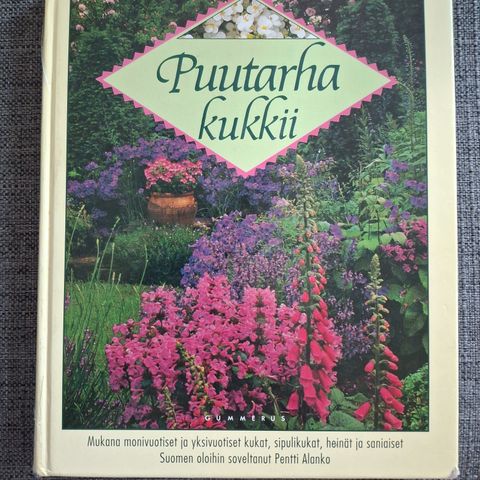 Puutarha
kukkii
GUMMERUS
Mukana monivuotiset ja yksivuotiset kukat, sipulikukat, heinät ja saniaiset
Suomen oloihin soveltanut Pentti Alanko